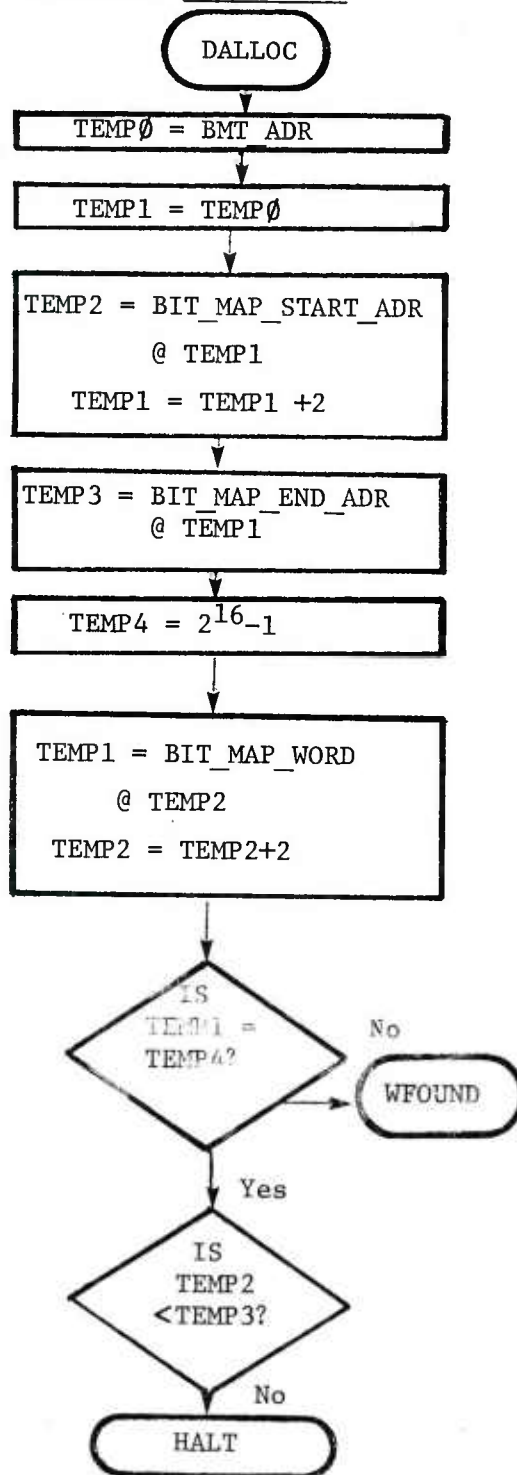 DALLOC
TEMPØ = BMT_ADR
TEMP1 = TEMPØ
TEMP2 = BIT_MAP_START_ADR
@ TEMP1
TEMP1 = TEMP1 +2
TEMP3 = BIT_MAP_END_ADR
@ TEMP1
TEMP4 = 2^16-1
TEMP1 = BIT_MAP_WORD
@ TEMP2
TEMP2 = TEMP2+2
IS
TEMP1 =
TEMP4?
No
WFOUND
Yes
IS
TEMP2
<TEMP3?
No
HALT